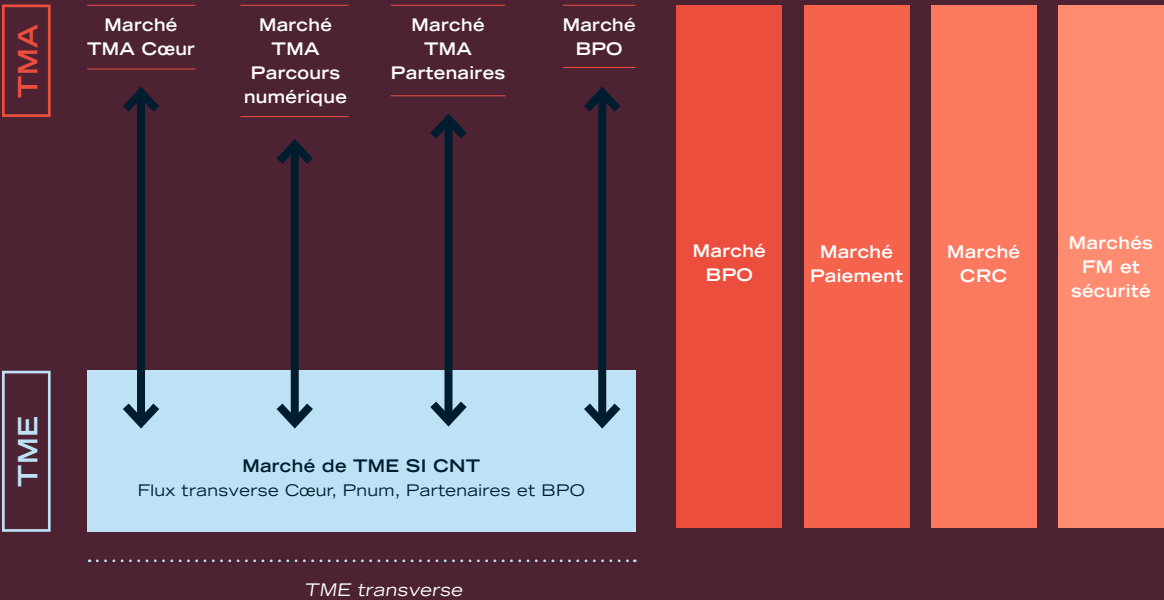 TMA
Marché
TMA Cœur
Marché
TMA
Parcours
numérique
Marché
TMA
Partenaires
Marché
BPO
Marché
BPO
Marché
Paiement
Marché
CRC
Marchés
FM et
sécurité
TME
Marché de TME SI CNT
Flux transverse Cœur, Pnum, Partenaires et BPO
TME transverse